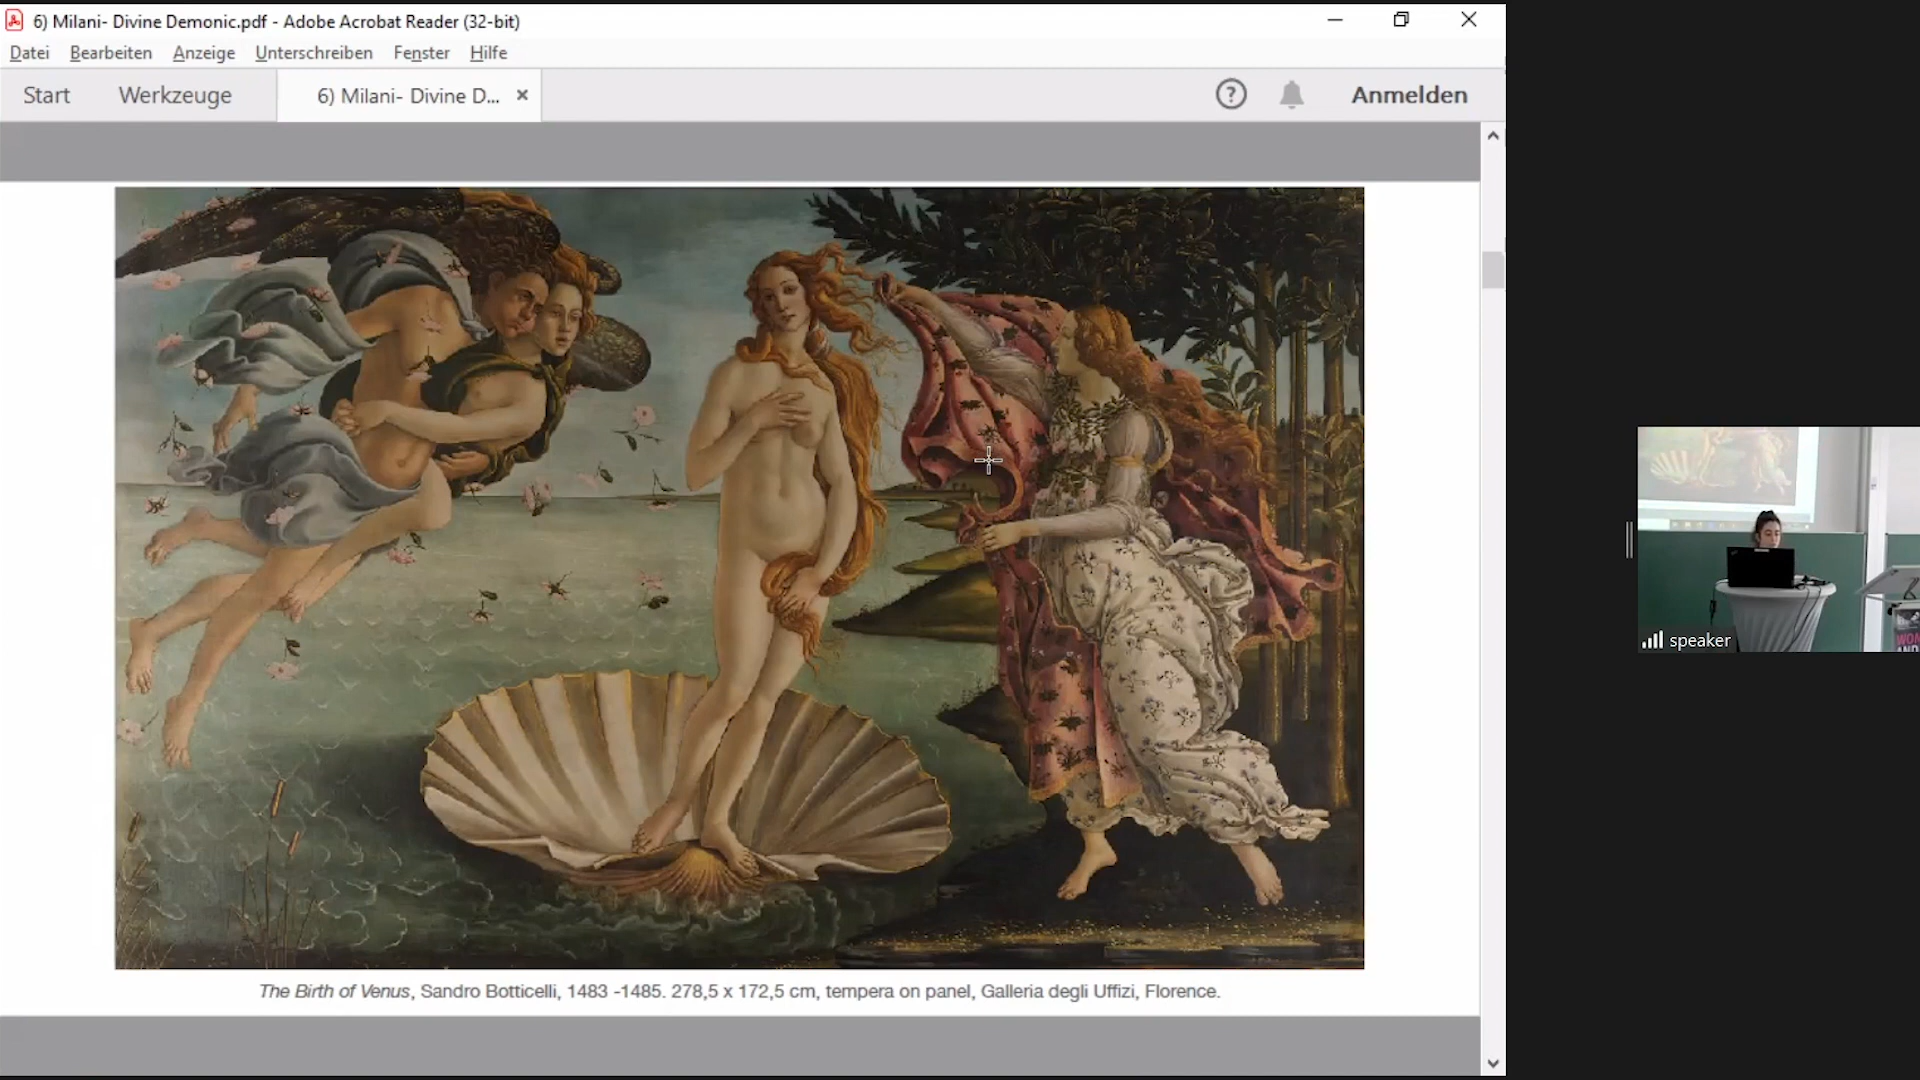 6) Milani- Divine Demonic.pdf - Adobe Acrobat Reader (32-bit)
Datei Bearbeiten Anzeige Unterschreiben Fenster Hilfe
Start Werkzeuge 6) Milani- Divine D... Anmelden
The Birth of Venus, Sandro Botticelli, 1483 -1485. 278,5 x 172,5 cm, tempera on panel, Galleria degli Uffizi, Florence.
speaker
WOM
AND